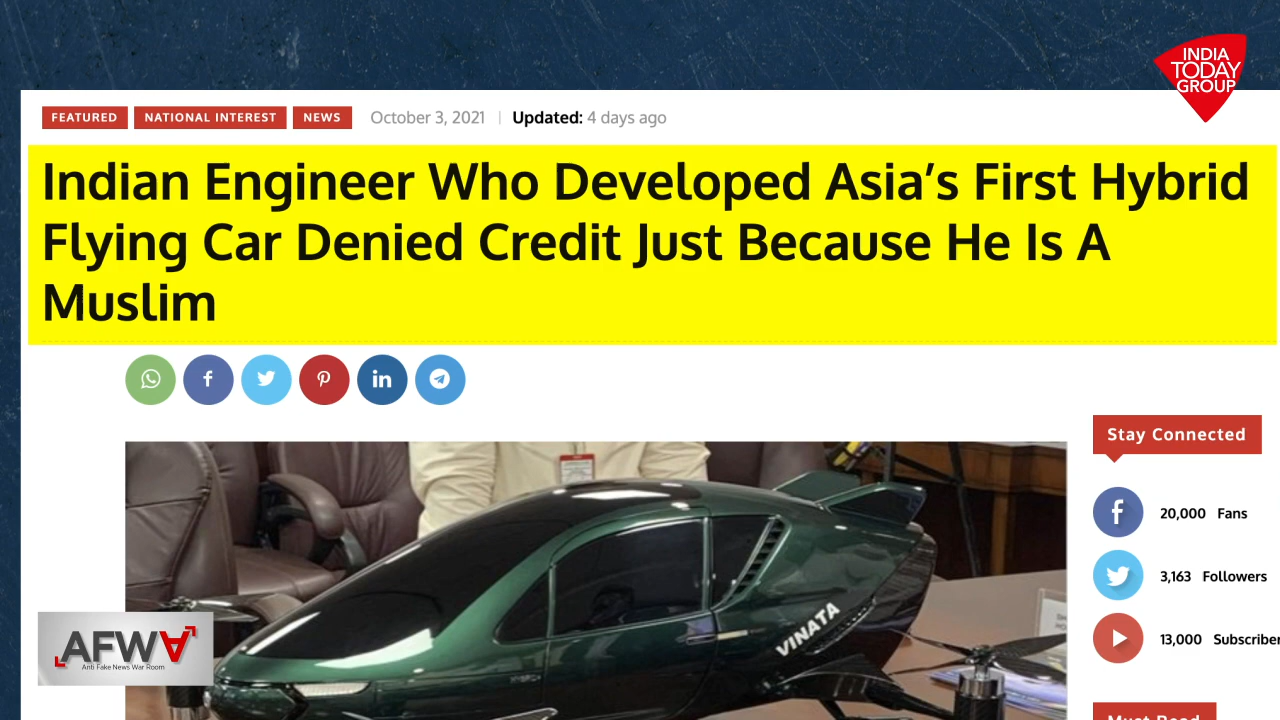 INDIA
TODAY
GROUP
FEATURED NATIONAL INTEREST NEWS October 3, 2021 | Updated: 4 days ago
Indian Engineer Who Developed Asia’s First Hybrid
Flying Car Denied Credit Just Because He Is A
Muslim
Stay Connected
20,000 Fans
3,163 Followers
13,000 Subscriber
VINATA
AFWA
Anti Fake News War Room
Must Read